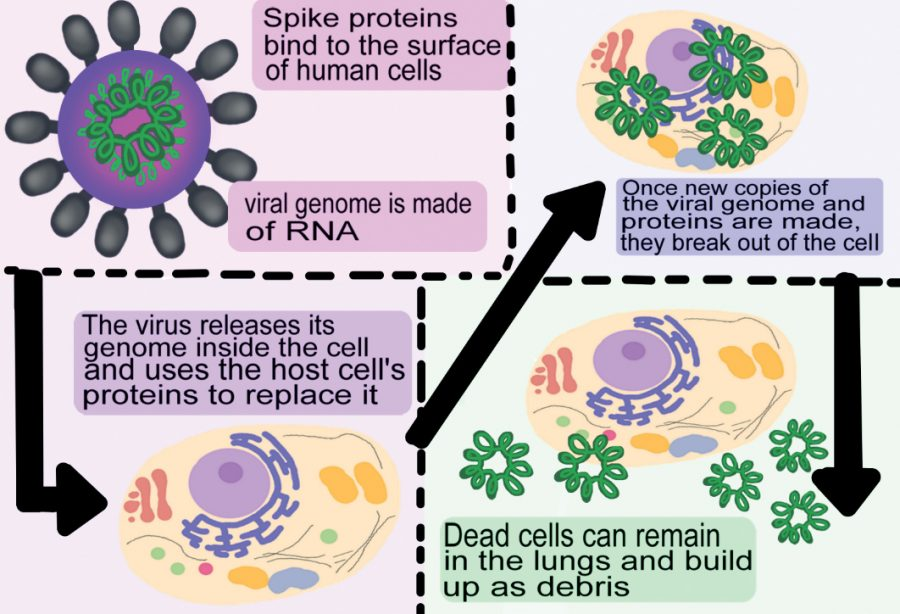 Spike proteins
bind to the surface
of human cells
viral genome is made
of RNA
The virus releases its
genome inside the cell
and uses the host cell's
proteins to replace it
Once new copies of
the viral genome and
proteins are made,
they break out of the cell
Dead cells can remain
in the lungs and build
up as debris